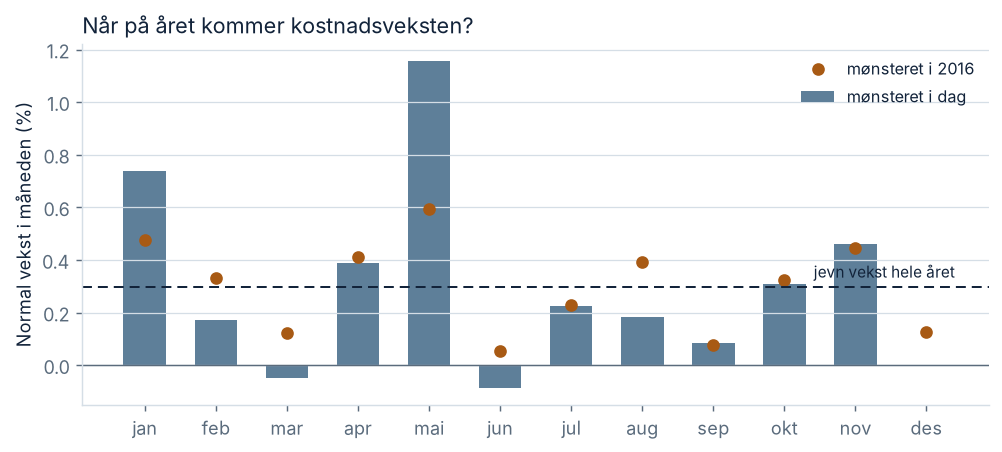 Når på året kommer kostnadsveksten?
Normal vekst i måneden (%)
1.2
1.0
0.8
0.6
0.4
0.2
0.0
mønsteret i 2016
mønsteret i dag
jevn vekst hele året
jan feb mar apr mai jun jul aug sep okt nov des